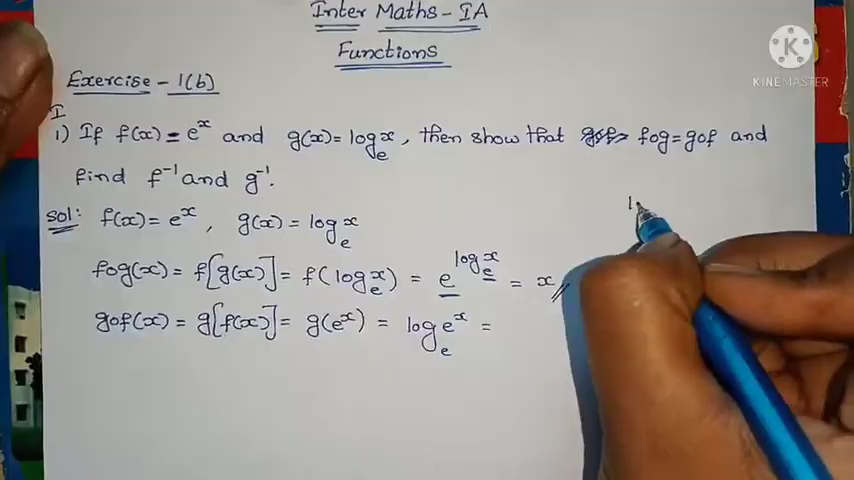 Inter Maths - IA
Functions
KINEMASTER
Exercise - 1(b)
I
1) If f(x) = e^x and g(x) = log_e x, then show that fog = gof and
find f⁻¹ and g⁻¹.
Sol: f(x) = e^x, g(x) = log_e x
fog(x) = f[g(x)] = f(log_e x) = e^(log_e x) = x //
gof(x) = g[f(x)] = g(e^x) = log_e e^x =